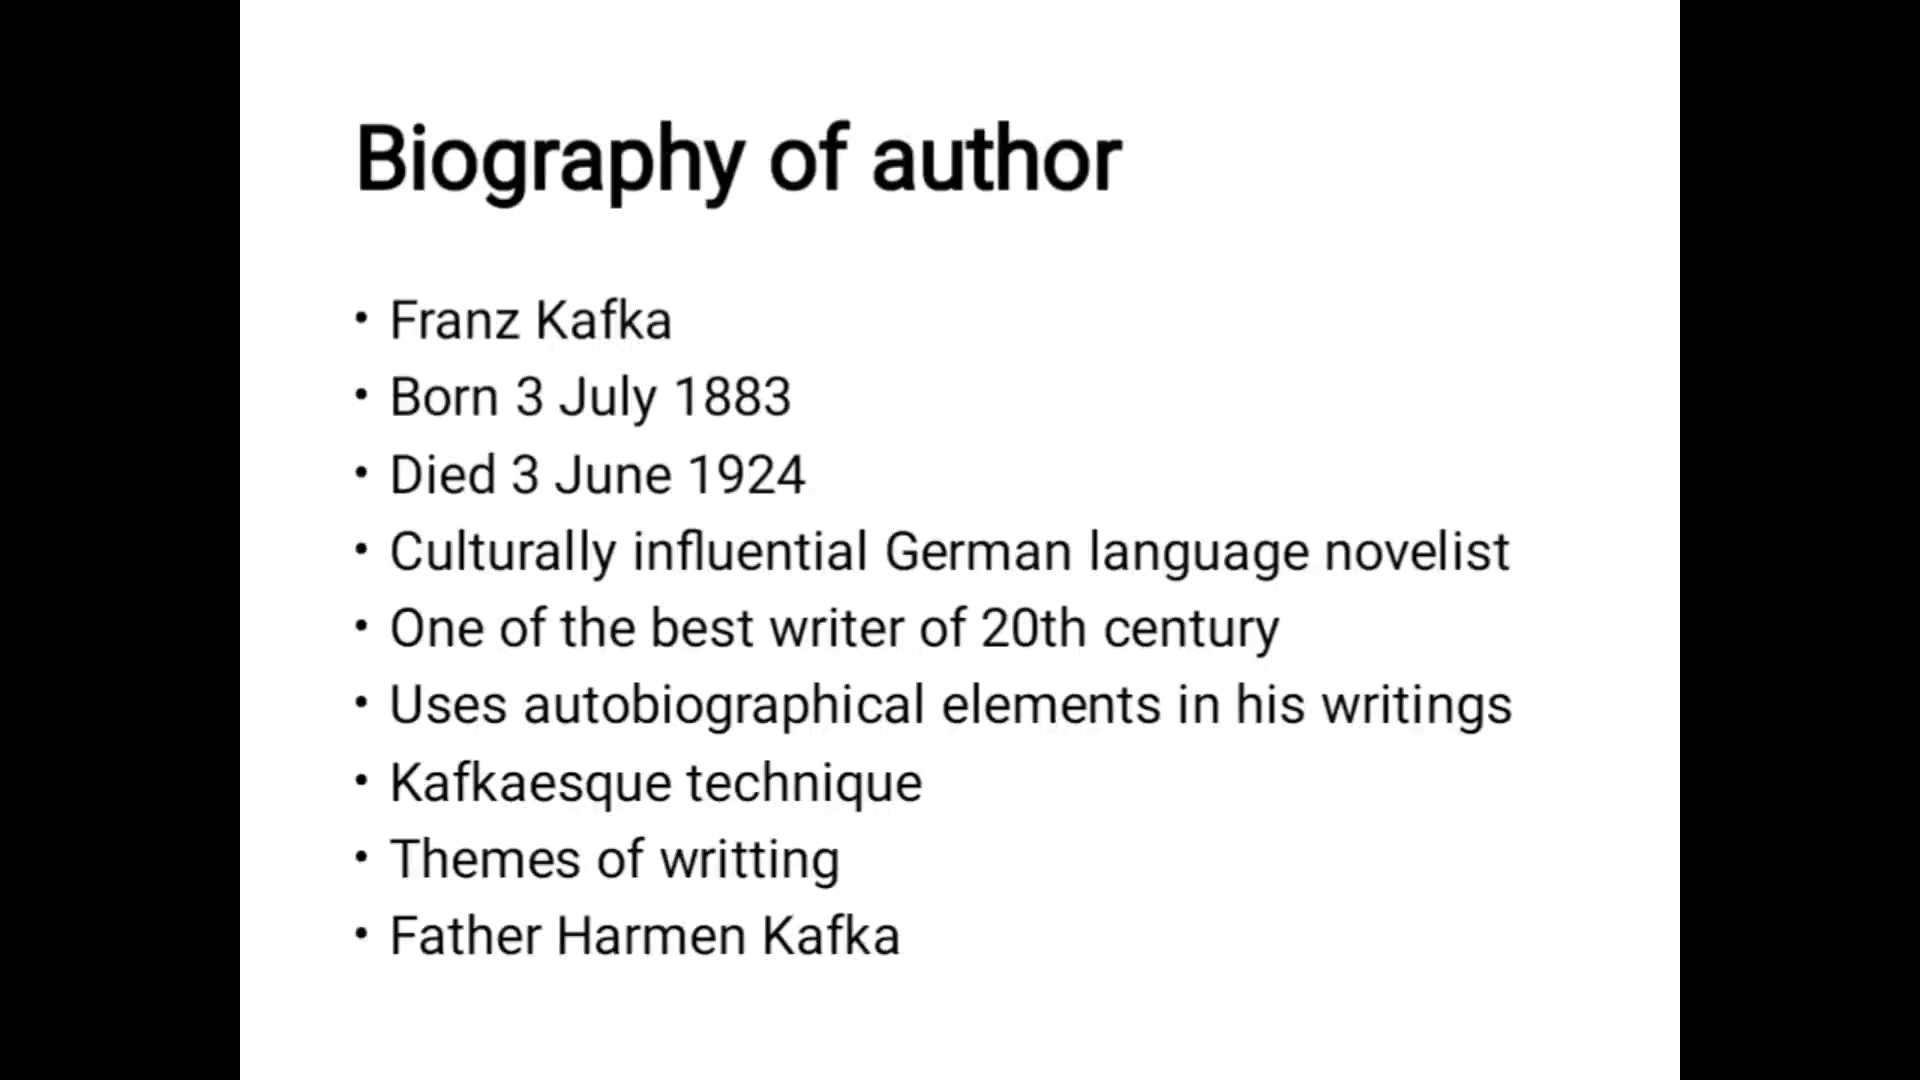 Biography of author
• Franz Kafka
• Born 3 July 1883
• Died 3 June 1924
• Culturally influential German language novelist
• One of the best writer of 20th century
• Uses autobiographical elements in his writings
• Kafkaesque technique
• Themes of writting
• Father Harmen Kafka